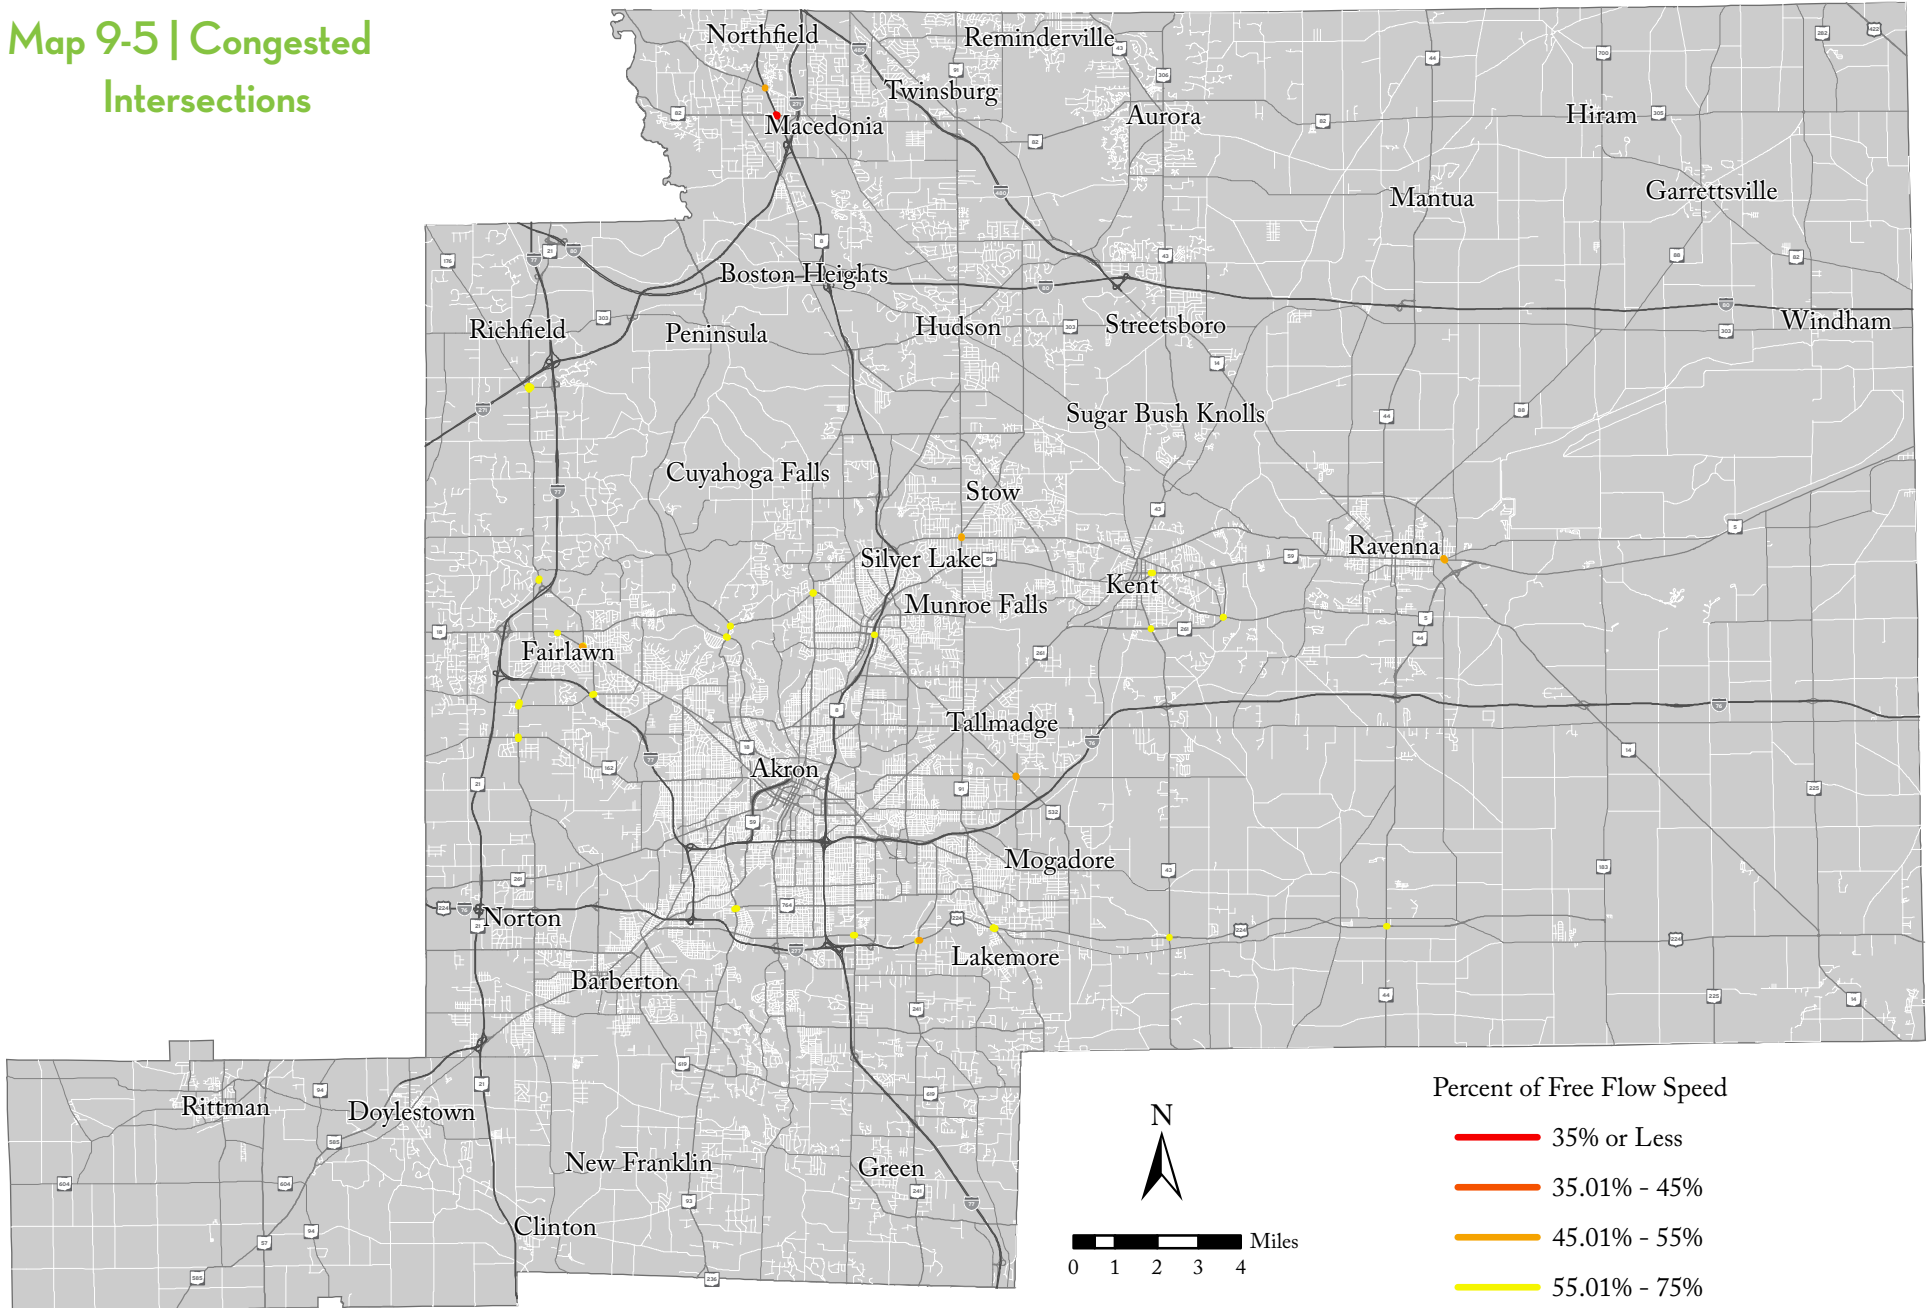 Map 9-5 | Congested
Intersections
Northfield
Reminderville
Twinsburg
Macedonia
Aurora
Hiram
Mantua
Garrettsville
Boston Heights
Richfield
Peninsula
Hudson
Streetsboro
Windham
Sugar Bush Knolls
Cuyahoga Falls
Stow
Silver Lake
Ravenna
Kent
Munroe Falls
Fairlawn
Tallmadge
Akron
Mogadore
Norton
Lakemore
Barberton
Rittman
Doylestown
New Franklin
Green
Clinton
N
Miles
0 1 2 3 4
Percent of Free Flow Speed
35% or Less
35.01% - 45%
45.01% - 55%
55.01% - 75%